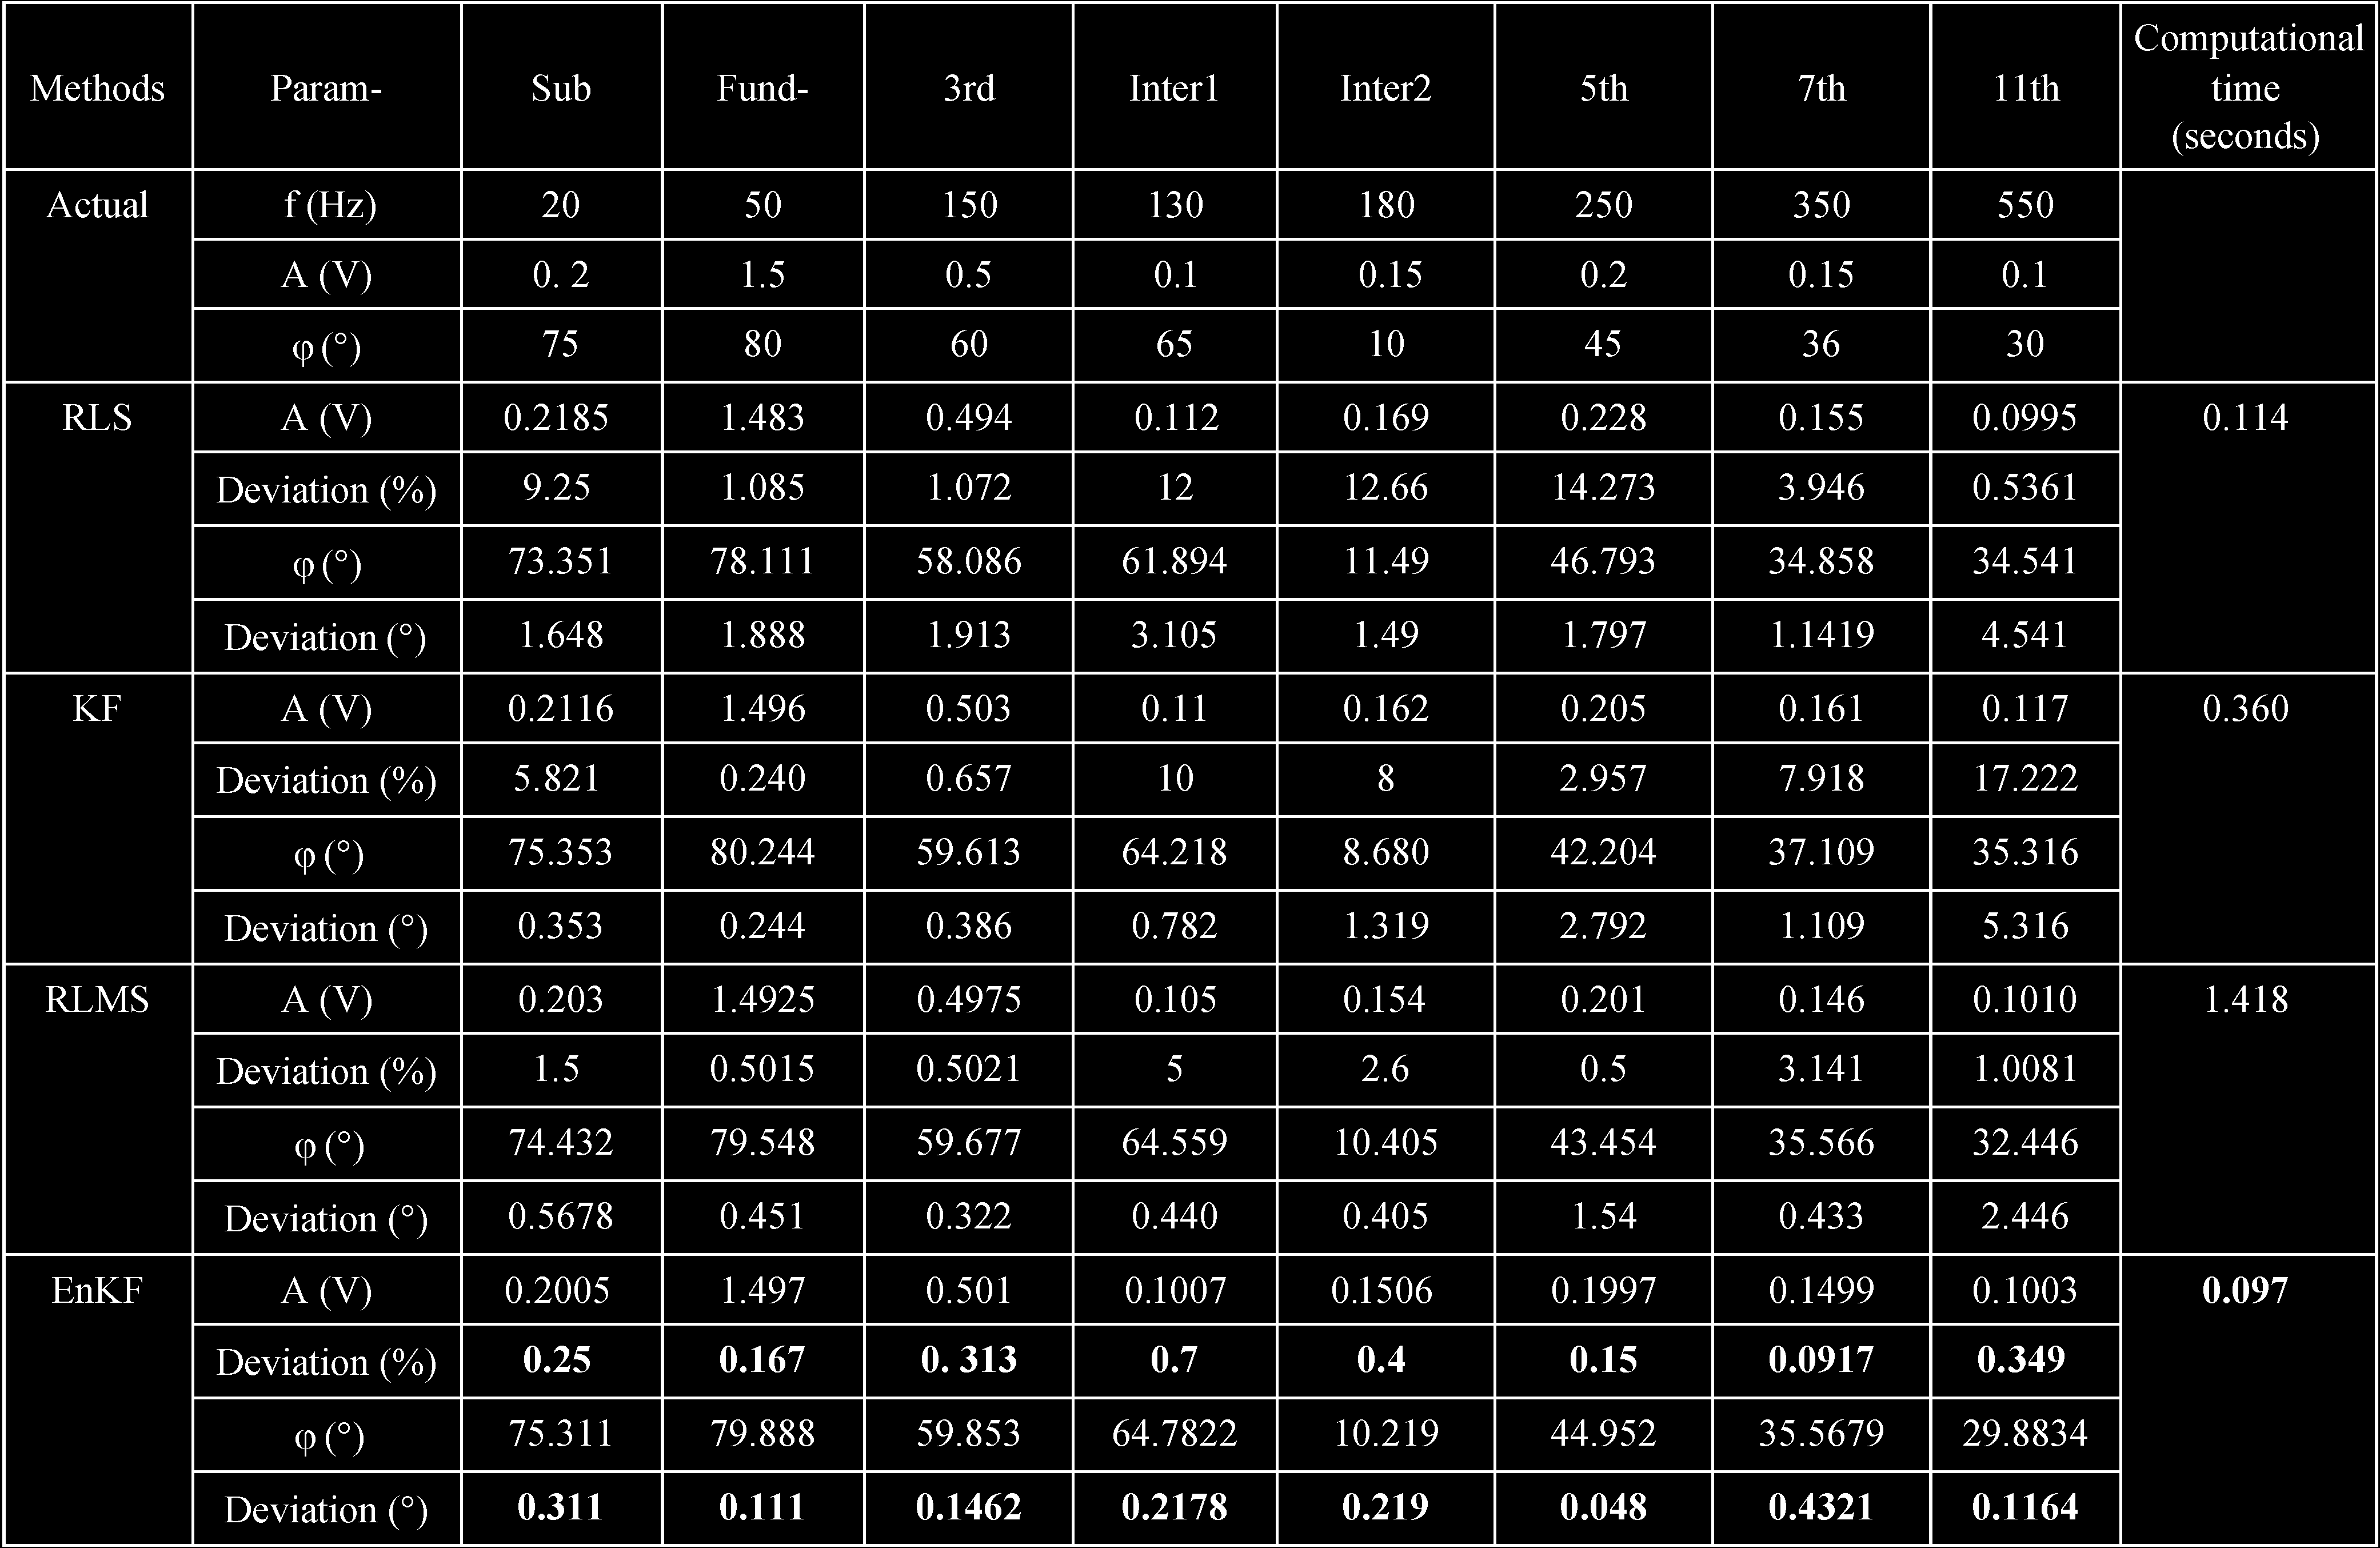 Methods Param- Sub Fund- 3rd Inter1 Inter2 5th 7th 11th Computational time (seconds)
Actual f (Hz) 20 50 150 130 180 250 350 550
A (V) 0. 2 1.5 0.5 0.1 0.15 0.2 0.15 0.1
φ (°) 75 80 60 65 10 45 36 30
RLS A (V) 0.2185 1.483 0.494 0.112 0.169 0.228 0.155 0.0995 0.114
Deviation (%) 9.25 1.085 1.072 12 12.66 14.273 3.946 0.5361
φ (°) 73.351 78.111 58.086 61.894 11.49 46.793 34.858 34.541
Deviation (°) 1.648 1.888 1.913 3.105 1.49 1.797 1.1419 4.541
KF A (V) 0.2116 1.496 0.503 0.11 0.162 0.205 0.161 0.117 0.360
Deviation (%) 5.821 0.240 0.657 10 8 2.957 7.918 17.222
φ (°) 75.353 80.244 59.613 64.218 8.680 42.204 37.109 35.316
Deviation (°) 0.353 0.244 0.386 0.782 1.319 2.792 1.109 5.316
RLMS A (V) 0.203 1.4925 0.4975 0.105 0.154 0.201 0.146 0.1010 1.418
Deviation (%) 1.5 0.5015 0.5021 5 2.6 0.5 3.141 1.0081
φ (°) 74.432 79.548 59.677 64.559 10.405 43.454 35.566 32.446
Deviation (°) 0.5678 0.451 0.322 0.440 0.405 1.54 0.433 2.446
EnKF A (V) 0.2005 1.497 0.501 0.1007 0.1506 0.1997 0.1499 0.1003 0.097
Deviation (%) 0.25 0.167 0. 313 0.7 0.4 0.15 0.0917 0.349
φ (°) 75.311 79.888 59.853 64.7822 10.219 44.952 35.5679 29.8834
Deviation (°) 0.311 0.111 0.1462 0.2178 0.219 0.048 0.4321 0.1164